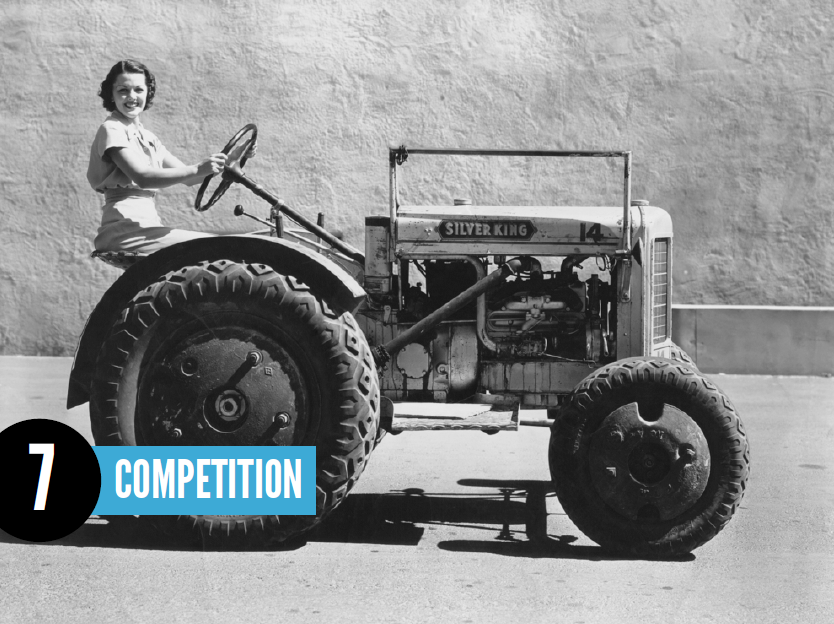 SILVER KING
14
7
COMPETITION